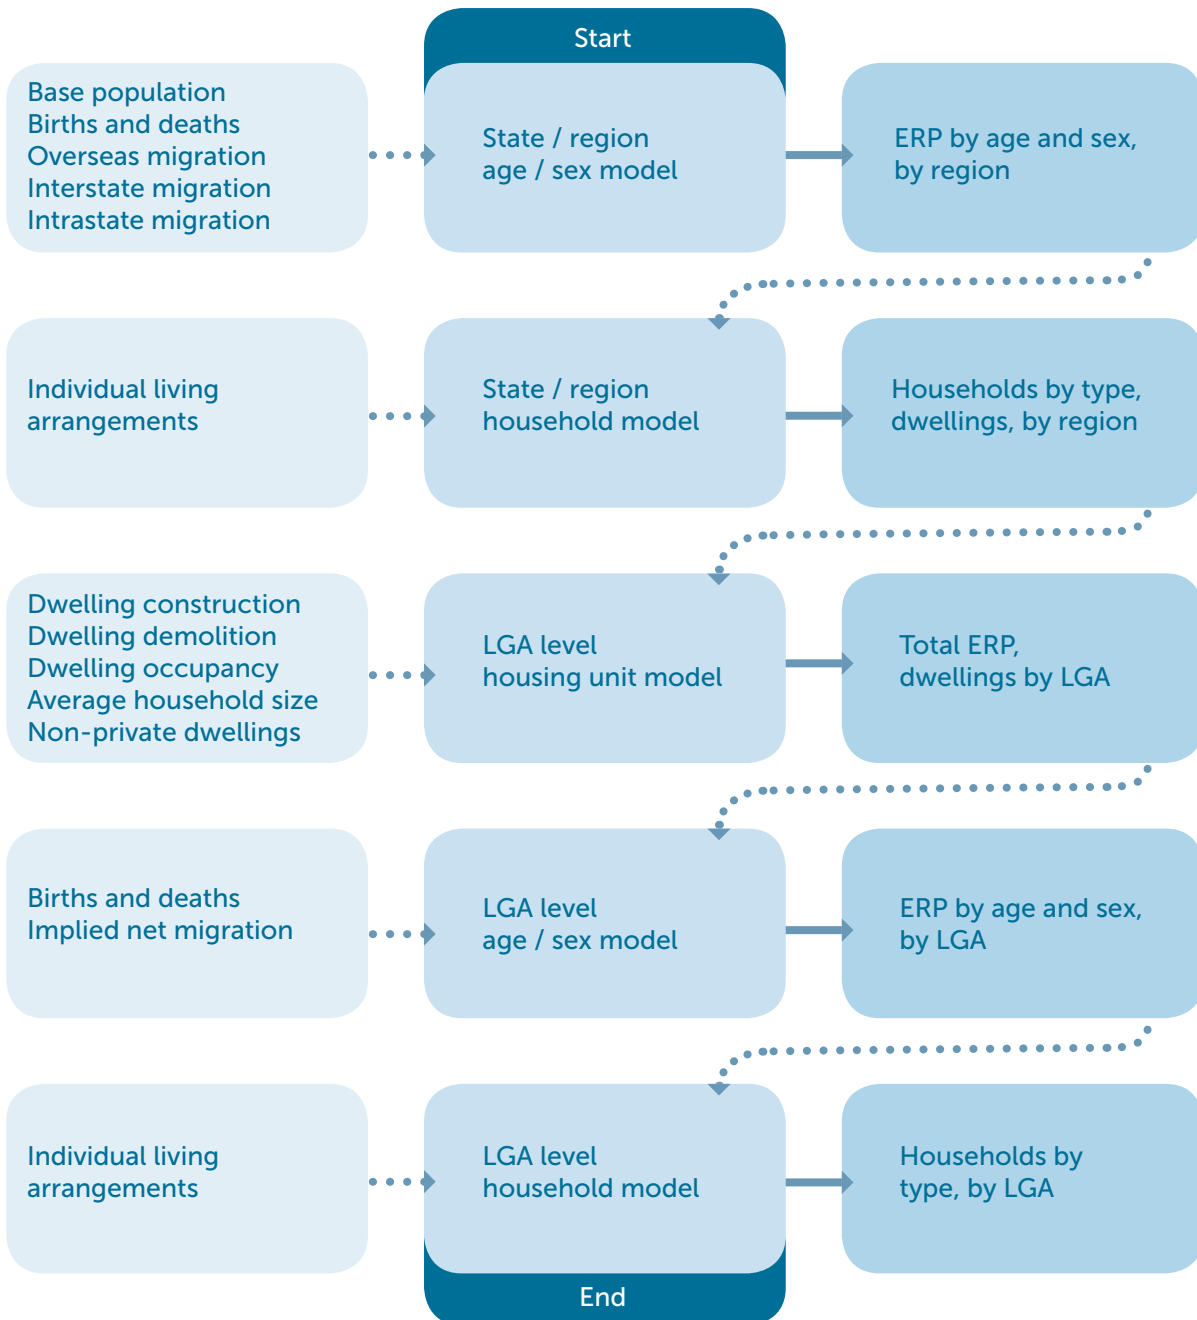 Start
Base population
Births and deaths
Overseas migration
Interstate migration
Intrastate migration
State / region
age / sex model
ERP by age and sex,
by region
Individual living
arrangements
State / region
household model
Households by type,
dwellings, by region
Dwelling construction
Dwelling demolition
Dwelling occupancy
Average household size
Non-private dwellings
LGA level
housing unit model
Total ERP,
dwellings by LGA
Births and deaths
Implied net migration
LGA level
age / sex model
ERP by age and sex,
by LGA
Individual living
arrangements
LGA level
household model
Households by
type, by LGA
End